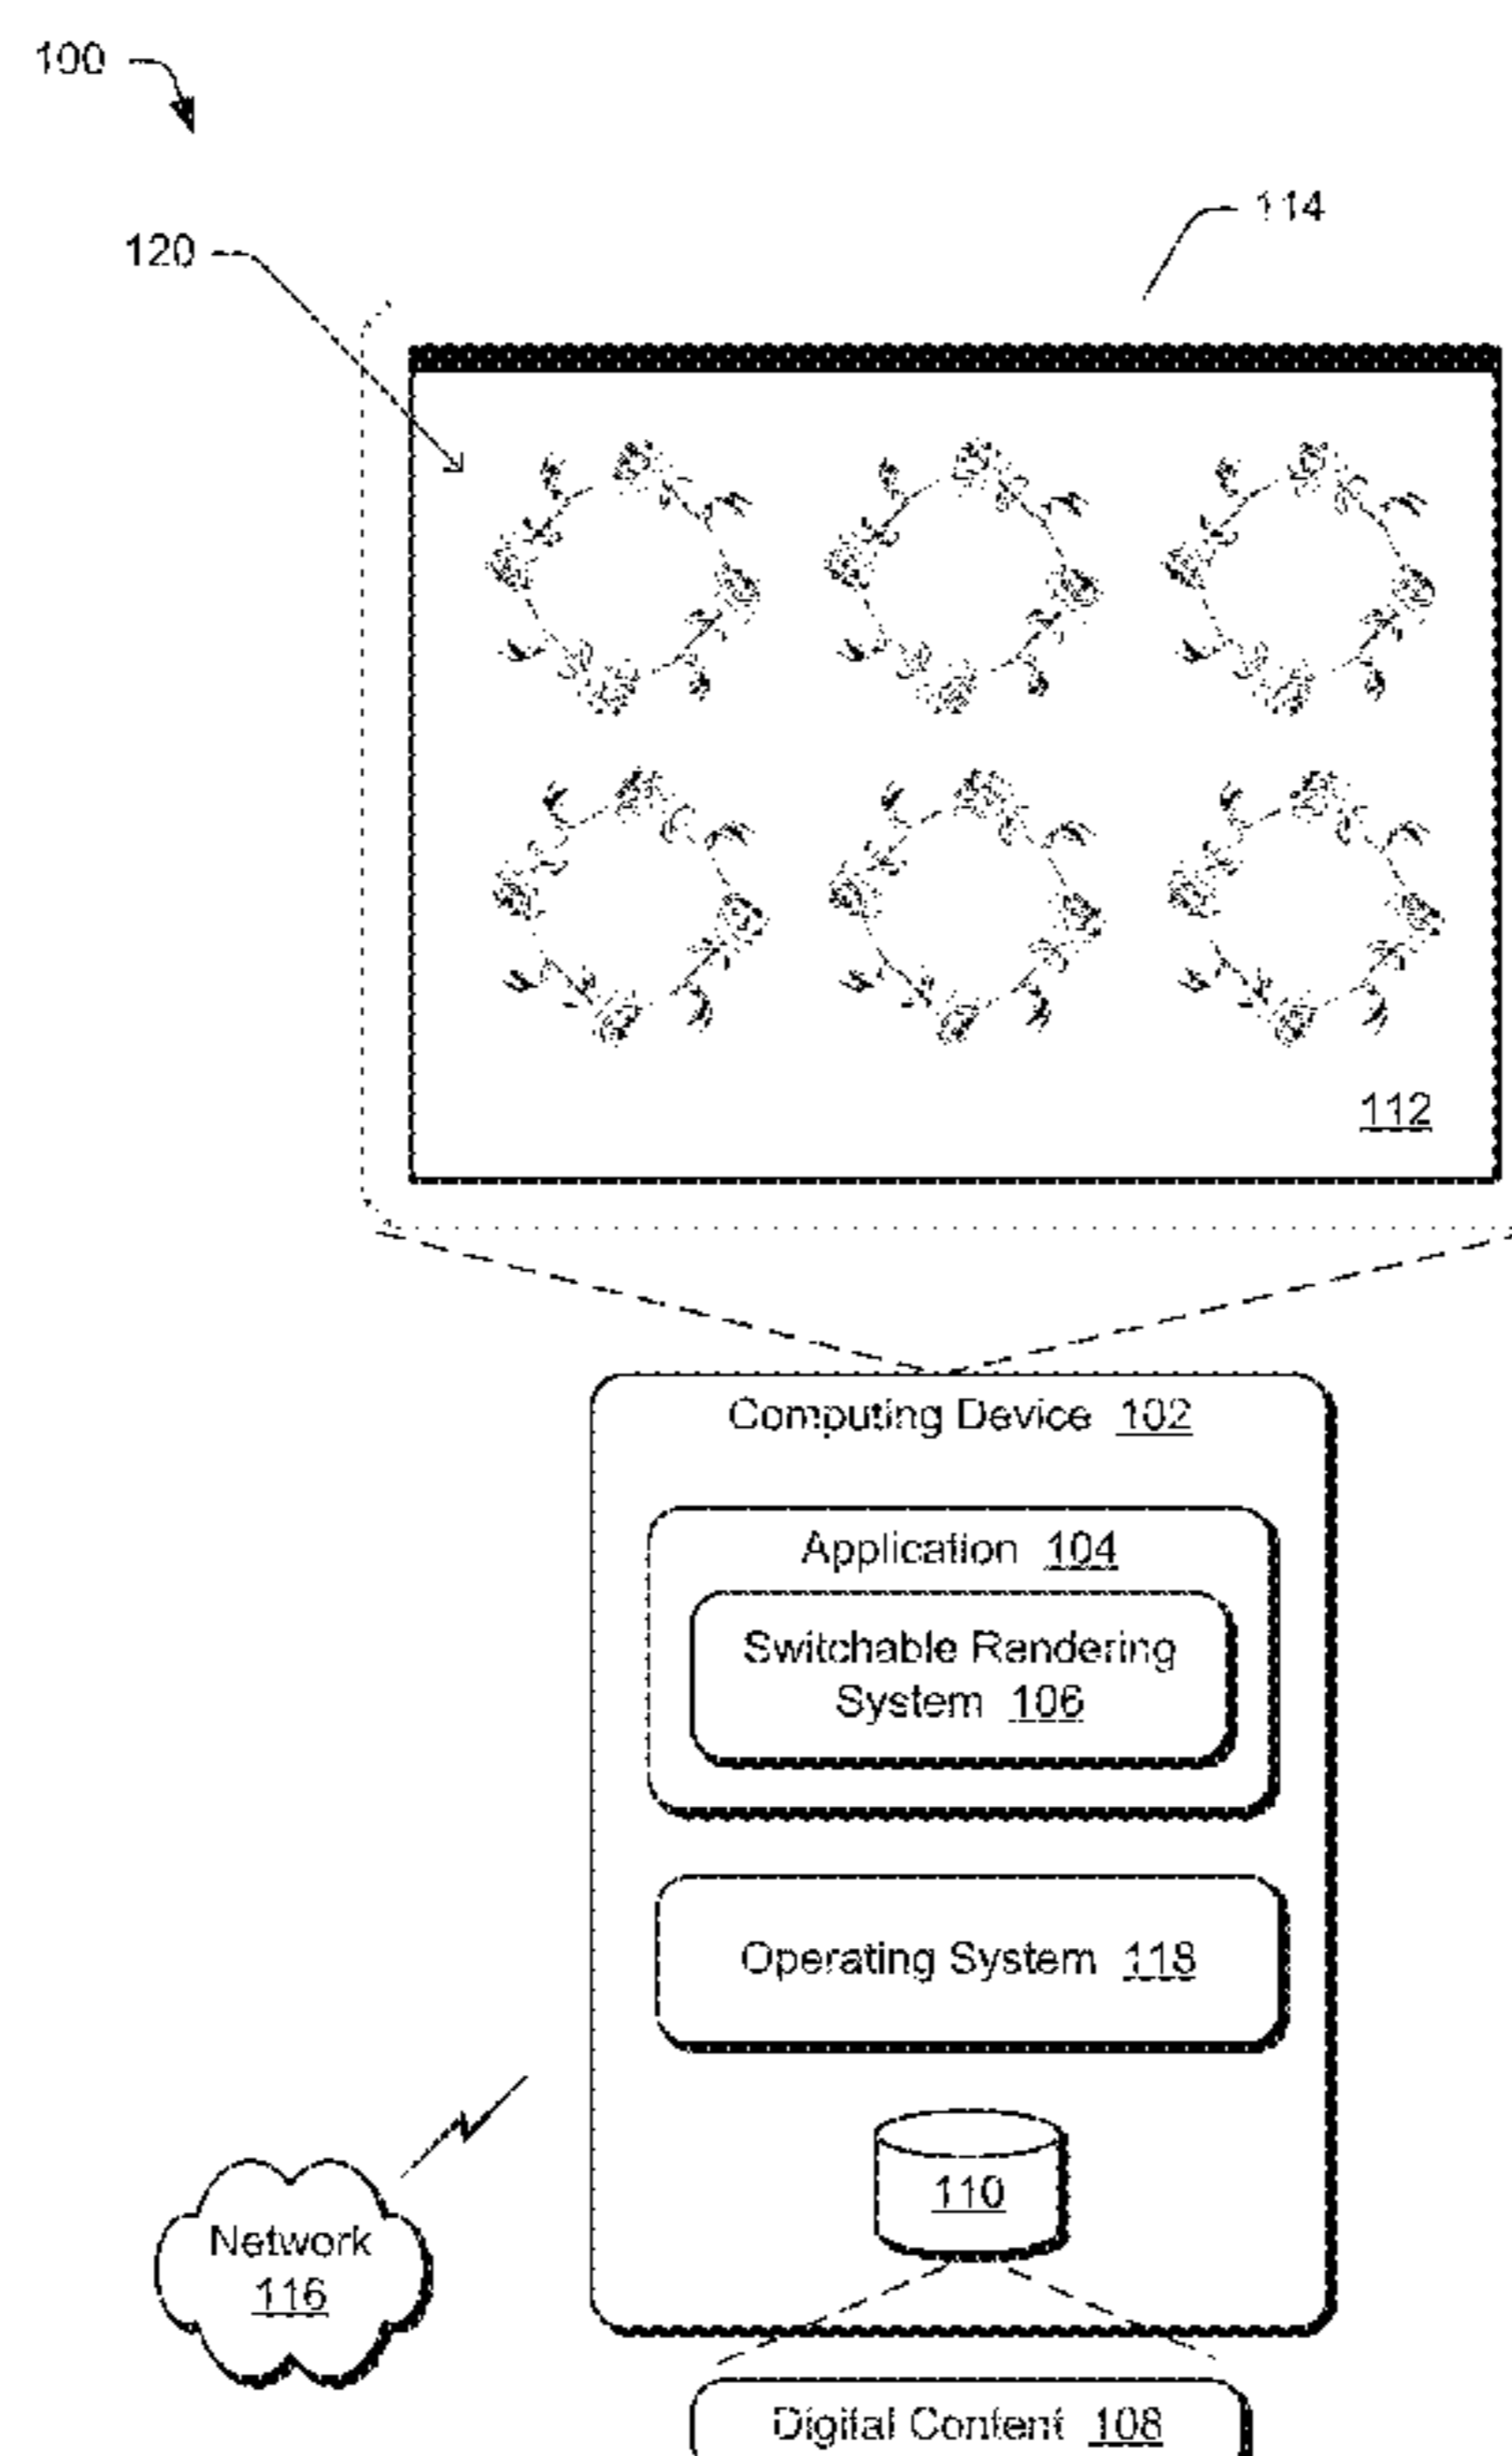 100
114
120
112
Computing Device 102
Application 104
Switchable Rendering
System 106
Operating System 118
110
Network
116
Digital Content 108